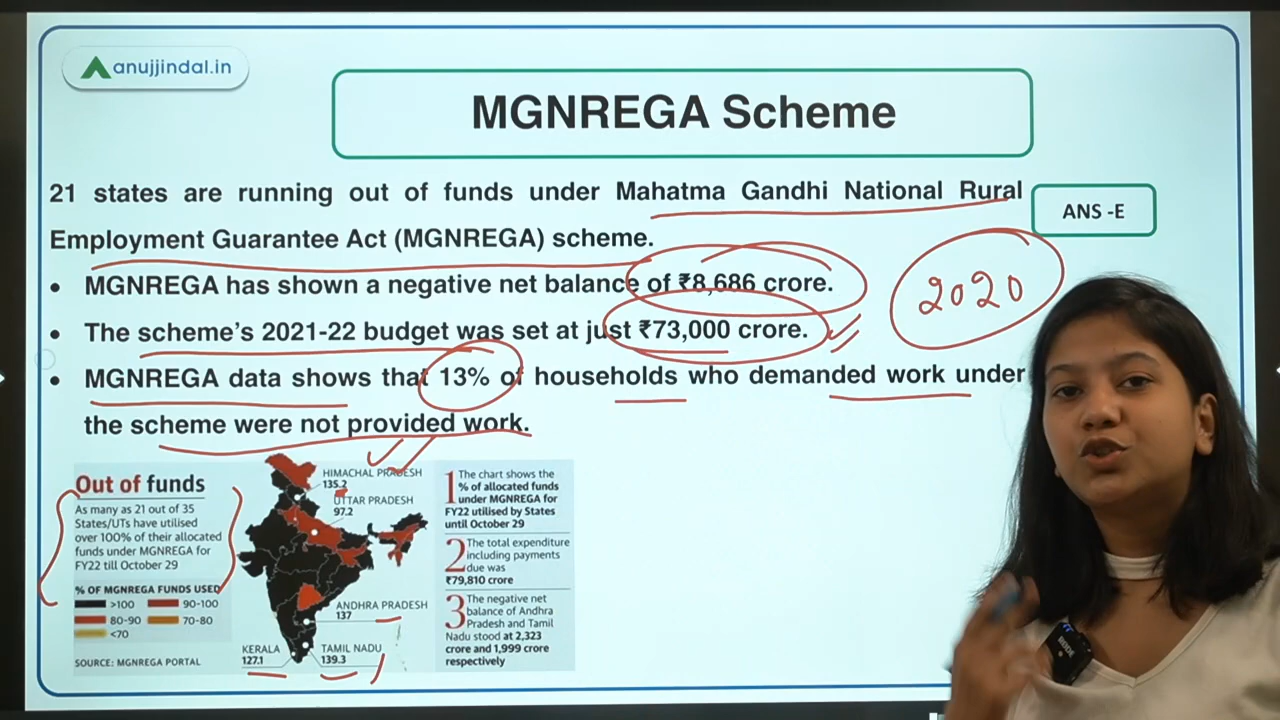 anujjindal.in
MGNREGA Scheme
21 states are running out of funds under Mahatma Gandhi National Rural
Employment Guarantee Act (MGNREGA) scheme.
ANS -E
• MGNREGA has shown a negative net balance of ₹8,686 crore.
2020
• The scheme's 2021-22 budget was set at just ₹73,000 crore.
• MGNREGA data shows that 13% of households who demanded work under
the scheme were not provided work.
Out of funds
As many as 21 out of 35
States/UTs have utilised
over 100% of their allocated
funds under MGNREGA for
FY22 till October 29
% OF MGNREGA FUNDS USED
>100 90-100
80-90 70-80
<70
SOURCE: MGNREGA PORTAL
HIMACHAL PRADESH
135.2
UTTAR PRADESH
97.2
ANDHRA PRADESH
137
KERALA
127.1
TAMIL NADU
139.3
1 The chart shows the
% of allocated funds
under MGNREGA for
FY22 utilised by States
until October 29
2 The total expenditure
including payments
due was
₹79,810 crore
3 The negative net
balance of Andhra
Pradesh and Tamil
Nadu stood at 2,323
crore and 1,999 crore
respectively